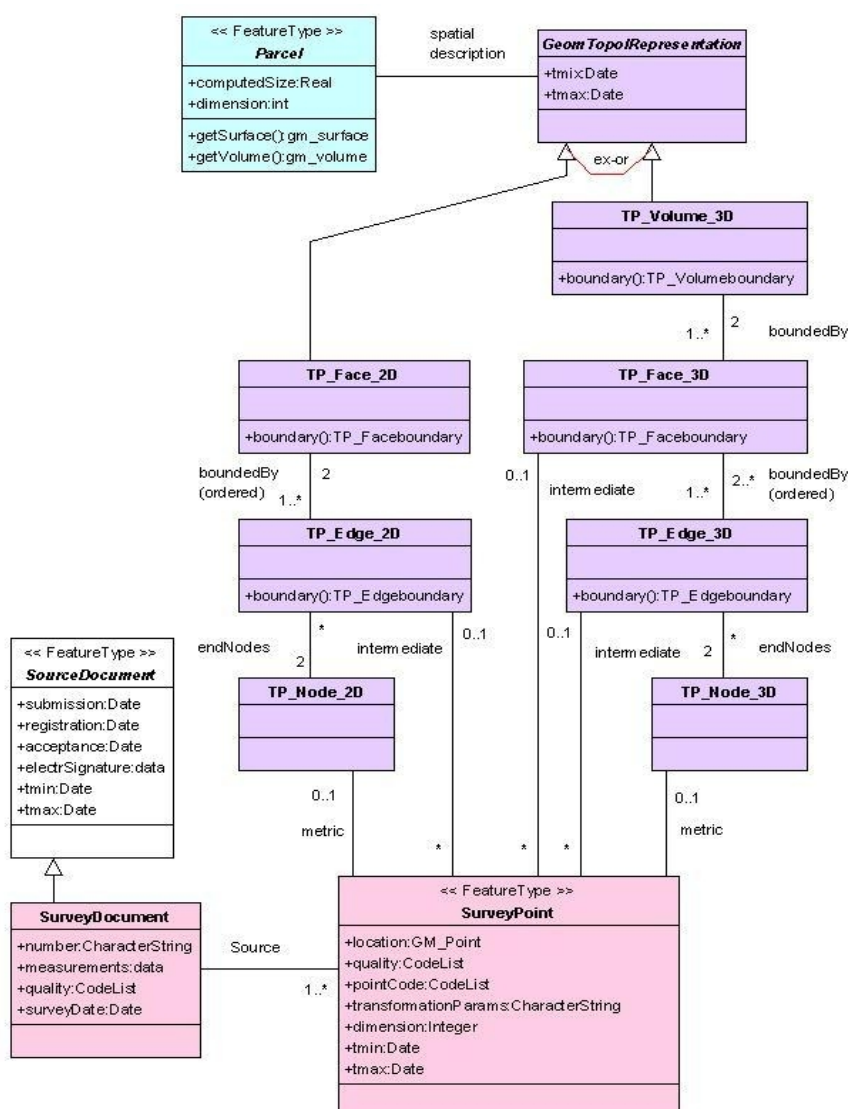 << FeatureType >>
Parcel
+computedSize:Real
+dimension:int
+getSurface():gm_surface
+getVolume():gm_volume
spatial
description
GeomTopolRepresentation
+tmix:Date
+tmax:Date
ex-or
TP_Volume_3D
+boundary():TP_Volumeboundary
2
1..*
boundedBy
TP_Face_2D
+boundary():TP_Faceboundary
TP_Face_3D
+boundary():TP_Faceboundary
boundedBy
(ordered)
2
1..*
0..1
intermediate
2..*
1..*
boundedBy
(ordered)
TP_Edge_2D
+boundary():TP_Edgeboundary
TP_Edge_3D
+boundary():TP_Edgeboundary
endNodes
*
2
intermediate
0..1
0..1
intermediate
*
2
endNodes
<< FeatureType >>
SourceDocument
+submission:Date
+registration:Date
+acceptance:Date
+electrSignature:data
+tmin:Date
+tmax:Date
TP_Node_2D
TP_Node_3D
0..1
metric
*
*
*
0..1
metric
SurveyDocument
+number:CharacterString
+measurements:data
+quality:CodeList
+surveyDate:Date
Source
1..*
<< FeatureType >>
SurveyPoint
+location:GM_Point
+quality:CodeList
+pointCode:CodeList
+transformationParams:CharacterString
+dimension:Integer
+tmin:Date
+tmax:Date